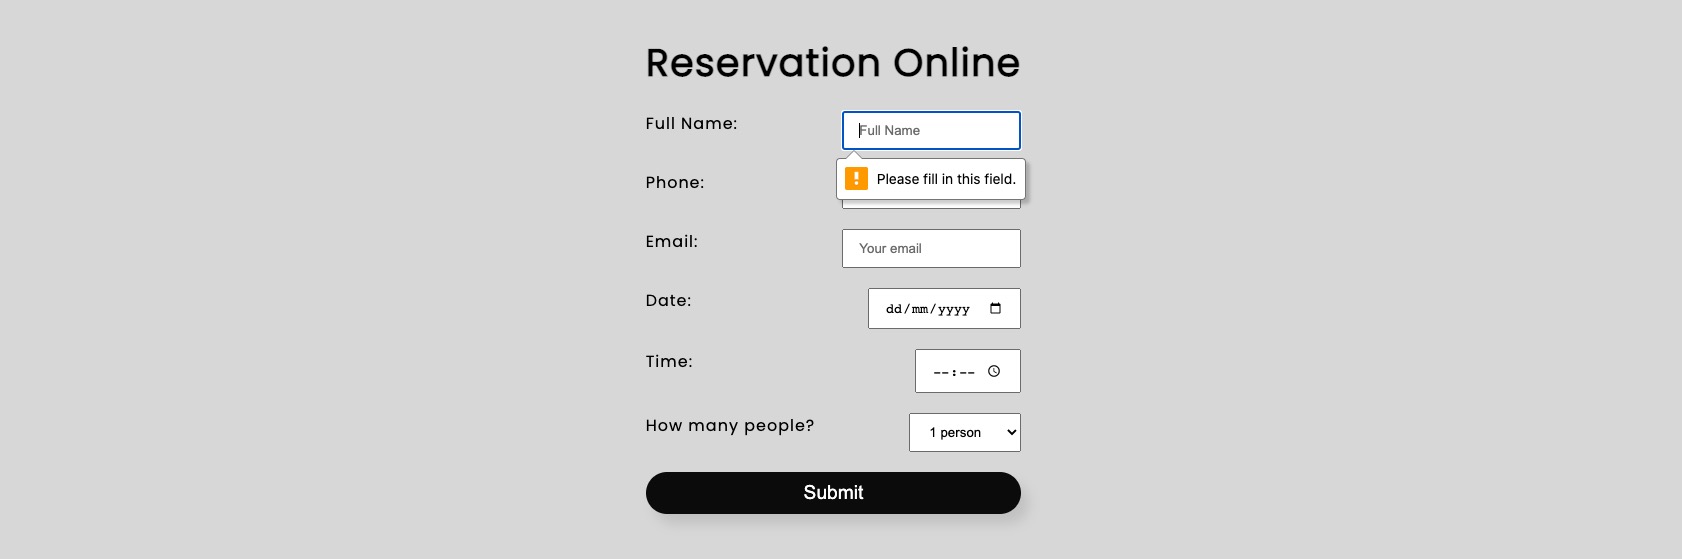 Reservation Online
Full Name:
Full Name
Please fill in this field.
Phone:
Email:
Your email
Date:
dd/mm/yyyy
Time:
--:--
How many people?
1 person
Submit